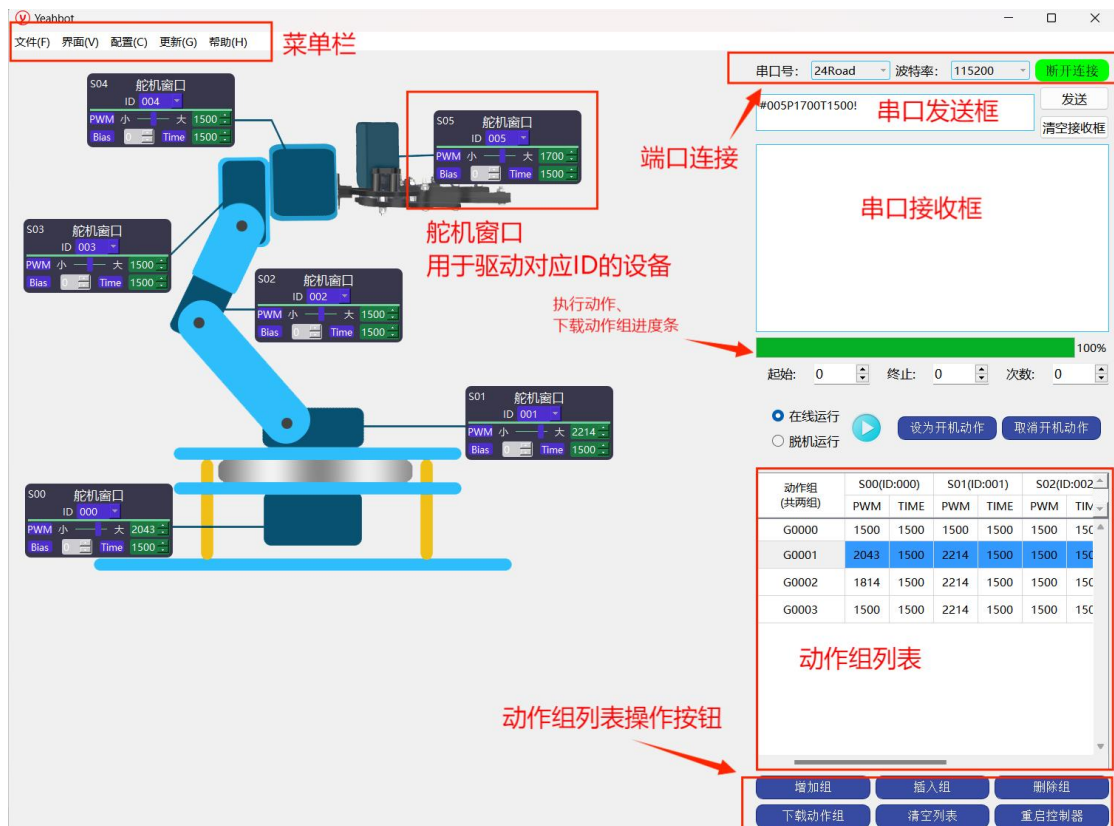 Yeahbot
文件(F) 界面(V) 配置(C) 更新(G) 帮助(H)
菜单栏
串口号: 24Road 波特率: 115200 断开连接
#005P1700T1500!
串口发送框
发送
清空接收框
端口连接
串口接收框
S04 舵机窗口
ID 004
PWM 小 大 1500
Bias 0 Time 1500
S05 舵机窗口
ID 005
PWM 小 大 1700
Bias 0 Time 1500
舵机窗口
用于驱动对应ID的设备
S03 舵机窗口
ID 003
PWM 小 大 1500
Bias 0 Time 1500
S02 舵机窗口
ID 002
PWM 小 大 1500
Bias 0 Time 1500
执行动作、
下载动作组进度条
100%
起始: 0 终止: 0 次数: 0
在线运行
脱机运行
设为开机动作 取消开机动作
S01 舵机窗口
ID 001
PWM 小 大 2214
Bias 0 Time 1500
S00 舵机窗口
ID 000
PWM 小 大 2043
Bias 0 Time 1500
动作组 S00(ID:000) S01(ID:001) S02(ID:002
(共两组) PWM TIME PWM TIME PWM TIM
G0000 1500 1500 1500 1500 1500 150
G0001 2043 1500 2214 1500 1500 150
G0002 1814 1500 2214 1500 1500 150
G0003 1500 1500 2214 1500 1500 150
动作组列表
动作组列表操作按钮
增加组 插入组 删除组
下载动作组 清空列表 重启控制器